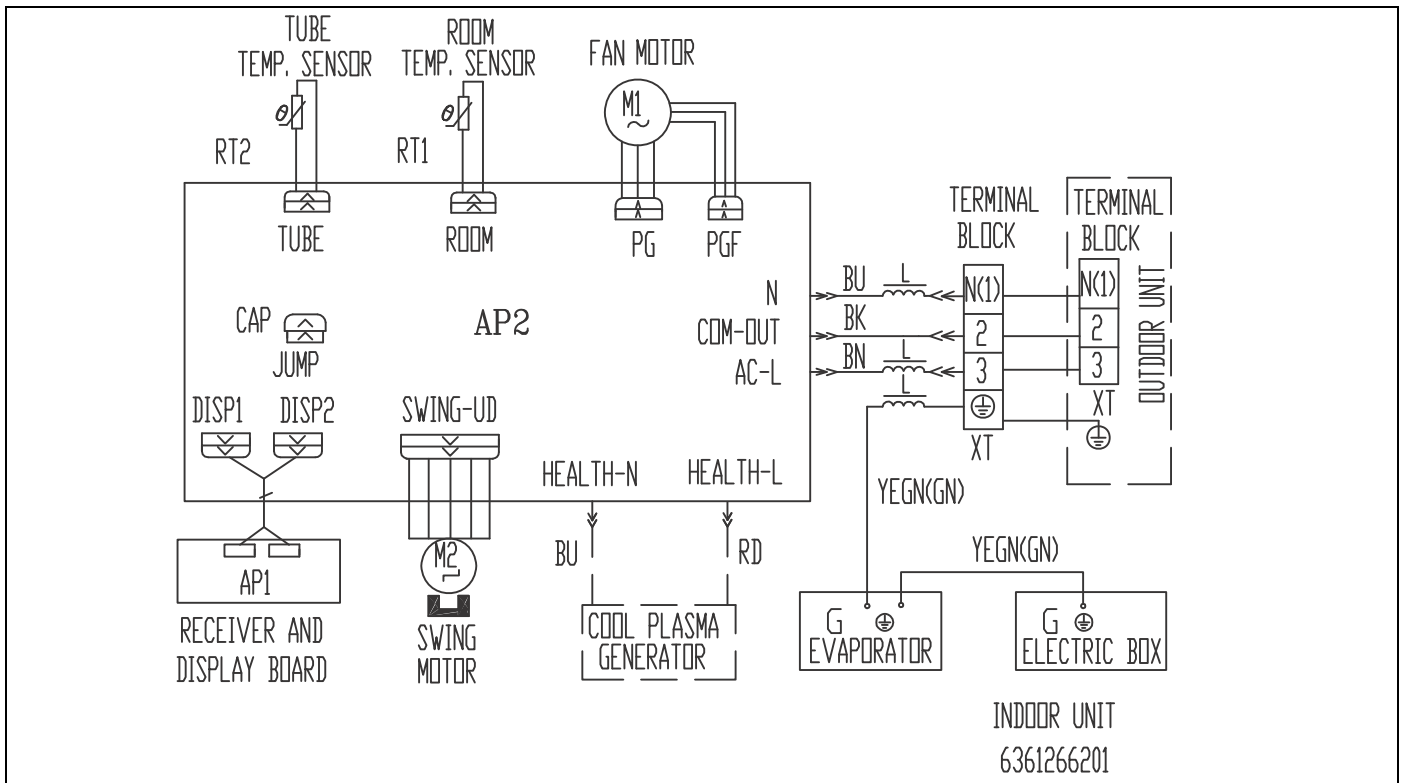 TUBE
TEMP. SENSOR
ROOM
TEMP. SENSOR
FAN MOTOR
θ
θ
M1
RT2
RT1
TUBE
ROOM
PG
PGF
TERMINAL
BLOCK
TERMINAL
BLOCK
N
BU
L
N(1)
N(1)
OUTDOOR UNIT
CAP
JUMP
AP2
COM-OUT
BK
2
2
AC-L
BN
L
3
3
L
XT
XT
DISP1
DISP2
SWING-UD
HEALTH-N
HEALTH-L
YEGN(GN)
AP1
M2
BU
RD
YEGN(GN)
RECEIVER AND
DISPLAY BOARD
SWING
MOTOR
COOL PLASMA
GENERATOR
G
EVAPORATOR
G
ELECTRIC BOX
INDOOR UNIT
6361266201